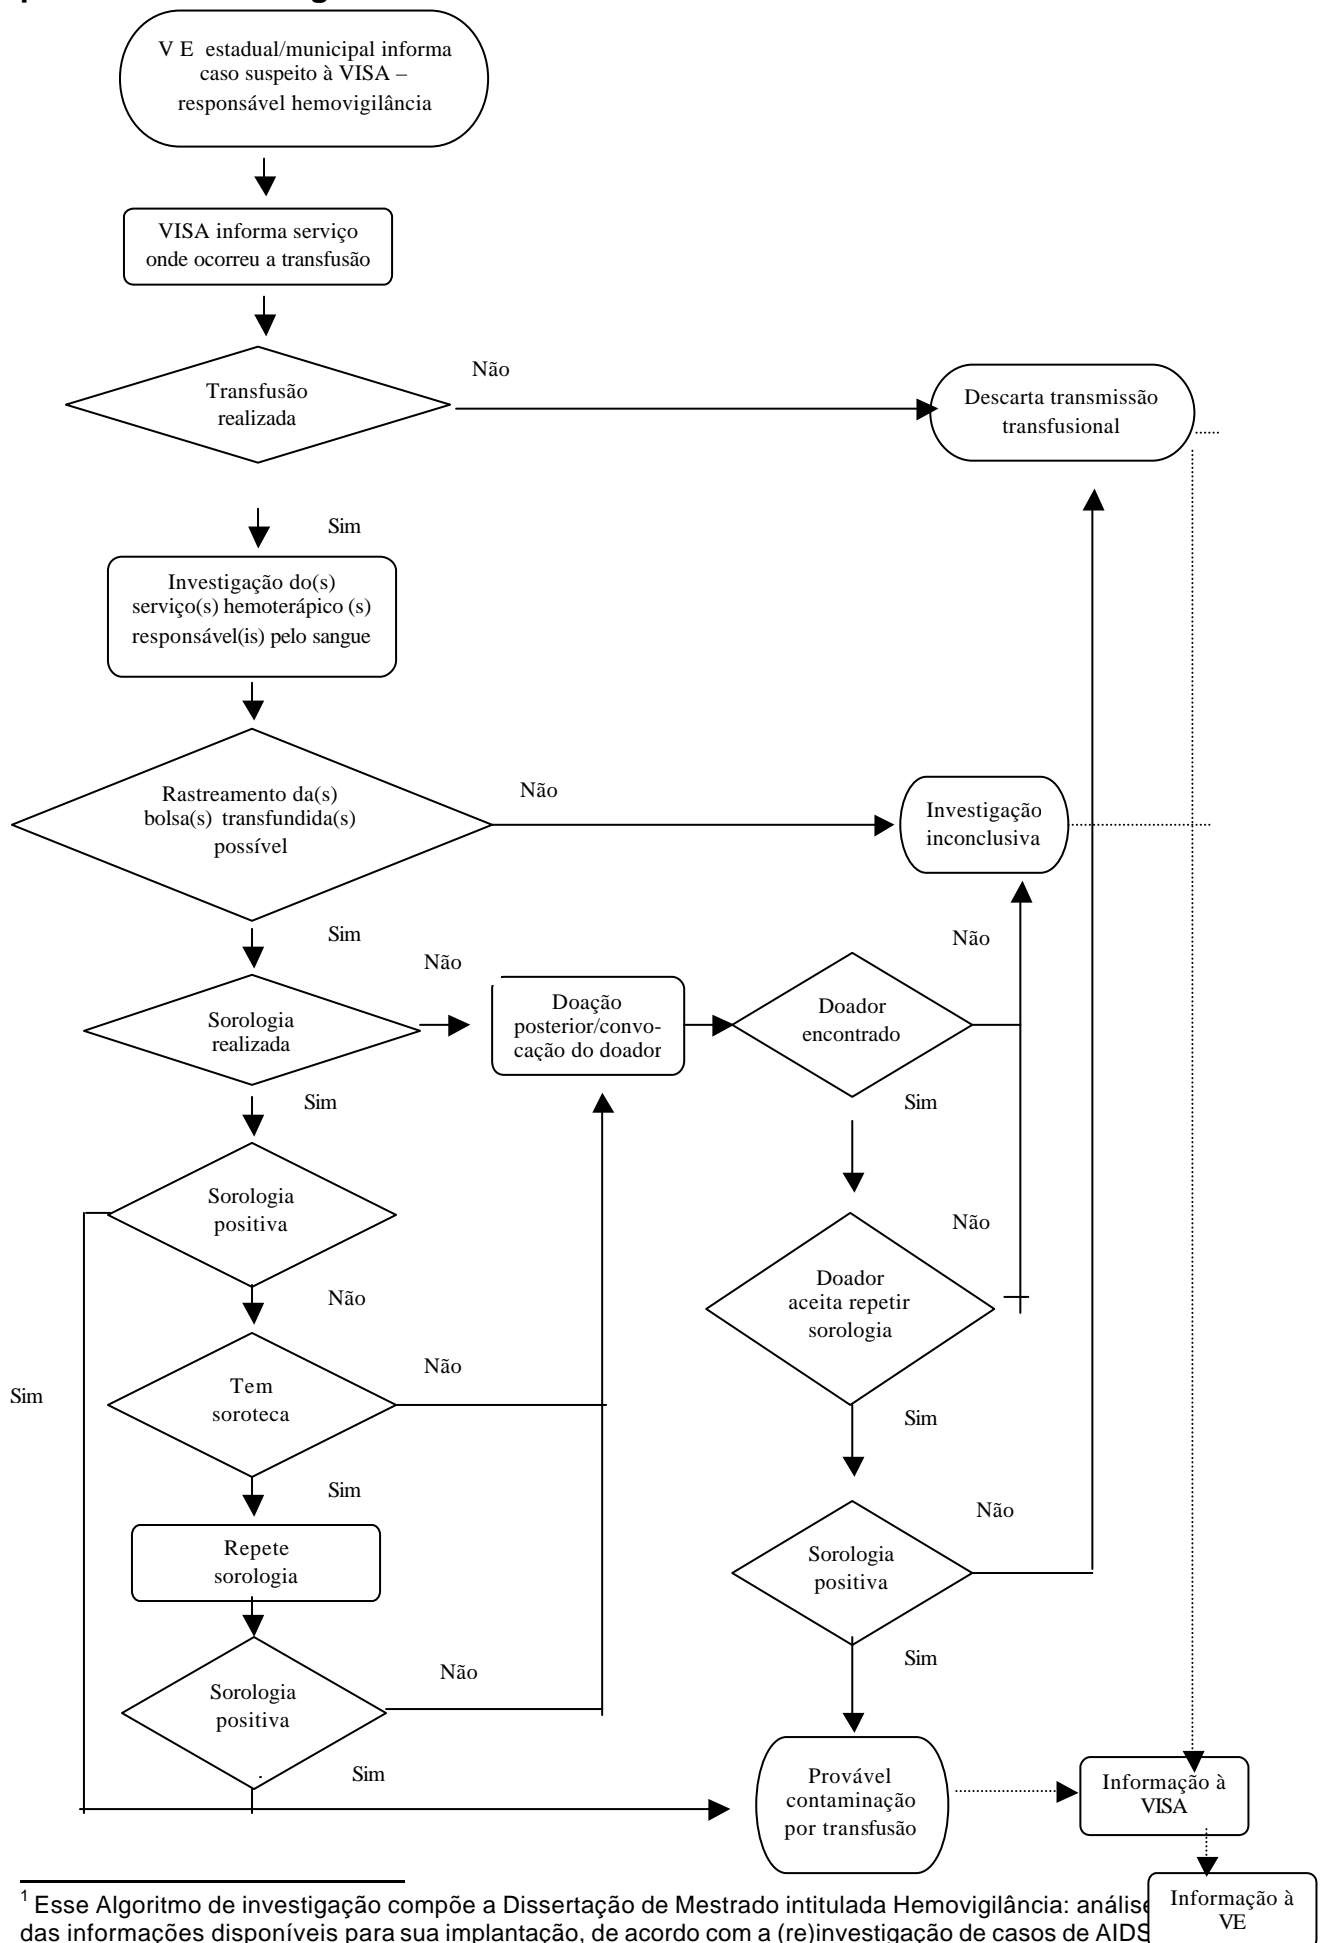 V E estadual/municipal informa
caso suspeito à VISA –
responsável hemovigilância
VISA informa serviço
onde ocorreu a transfusão
Transfusão
realizada
Não
Descarta transmissão
transfusional
Sim
Investigação do(s)
serviço(s) hemoterápico (s)
responsável(is) pelo sangue
Rastreamento da(s)
bolsa(s) transfundida(s)
possível
Não
Investigação
inconclusiva
Sim
Sorologia
realizada
Não
Doação
posterior/convo-
cação do doador
Doador
encontrado
Não
Sim
Sim
Sorologia
positiva
Não
Doador
aceita repetir
sorologia
Não
Sim
Tem
soroteca
Não
Sim
Sim
Repete
sorologia
Sorologia
positiva
Não
Sim
Sorologia
positiva
Não
Sim
Provável
contaminação
por transfusão
Informação à
VISA
Informação à
VE
1 Esse Algoritmo de investigação compõe a Dissertação de Mestrado intitulada Hemovigilância: análise
das informações disponíveis para sua implantação, de acordo com a (re)investigação de casos de AIDS